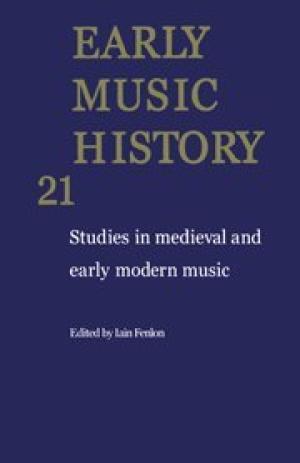 EARLY
MUSIC
HISTORY
21
Studies in medieval and
early modern music
Edited by Iain Fenlon